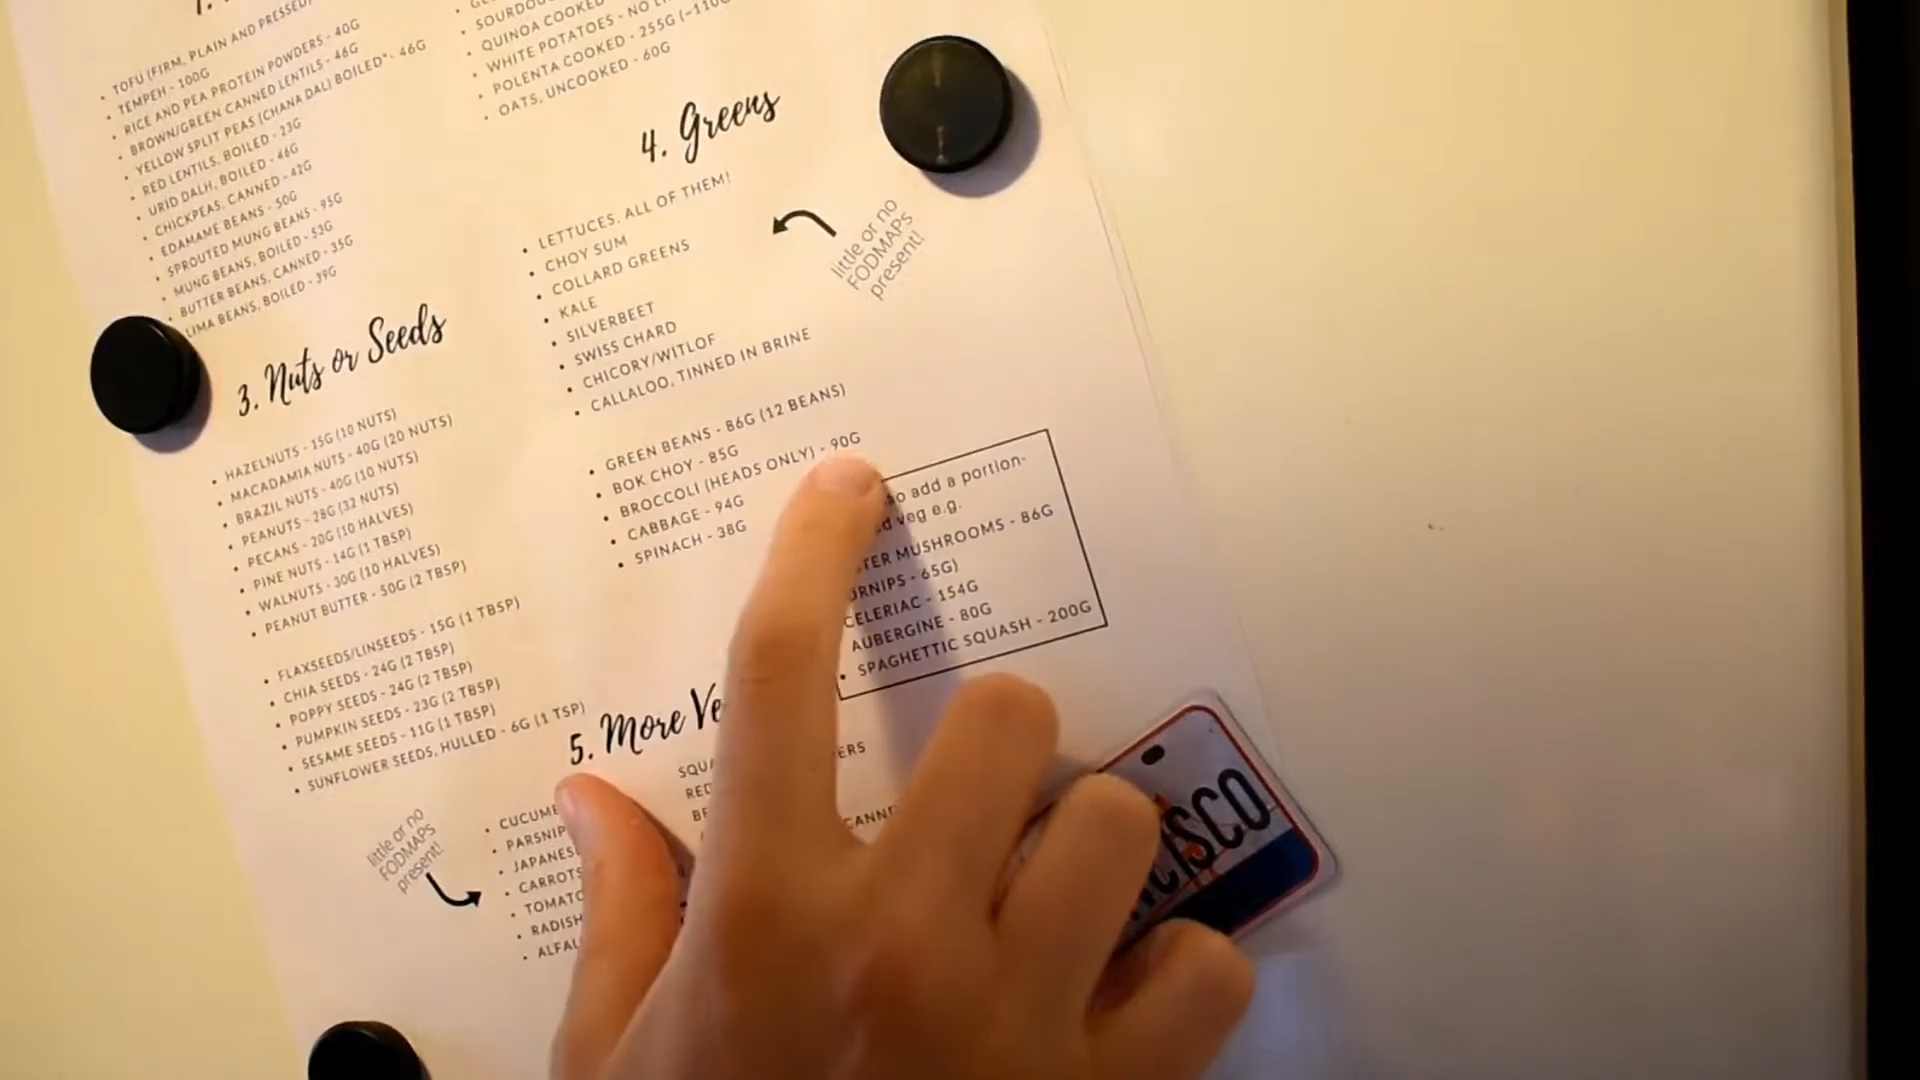 1.
TOFU (FIRM, PLAIN AND PRESSED)
TEMPEH - 100G
RICE AND PEA PROTEIN POWDERS - 40G
BROWN/GREEN CANNED LENTILS - 46G
YELLOW SPLIT PEAS (CHANA DAL) BOILED* - 46G
RED LENTILS, BOILED - 23G
URID DALH, BOILED - 46G
CHICKPEAS, CANNED - 42G
EDAMAME BEANS - 50G
SPROUTED MUNG BEANS - 95G
MUNG BEANS, BOILED - 53G
BUTTER BEANS, CANNED - 35G
LIMA BEANS, BOILED - 39G
QUINOA COOKED
WHITE POTATOES - NO
POLENTA COOKED - 255G
OATS, UNCOOKED - 60G
3. Nuts or Seeds
HAZELNUTS - 15G (10 NUTS)
MACADAMIA NUTS - 40G (20 NUTS)
BRAZIL NUTS - 40G (10 NUTS)
PEANUTS - 28G (32 NUTS)
PECANS - 20G (10 HALVES)
PINE NUTS - 14G (1 TBSP)
WALNUTS - 30G (10 HALVES)
PEANUT BUTTER - 50G (2 TBSP)
FLAXSEEDS/LINSEEDS - 15G (1 TBSP)
CHIA SEEDS - 24G (2 TBSP)
POPPY SEEDS - 24G (2 TBSP)
PUMPKIN SEEDS - 23G (2 TBSP)
SESAME SEEDS - 11G (1 TBSP)
SUNFLOWER SEEDS, HULLED - 6G (1 TSP)
4. Greens
LETTUCES, ALL OF THEM!
CHOY SUM
COLLARD GREENS
KALE
SILVERBEET
SWISS CHARD
CHICORY/WITLOF
CALLALOO, TINNED IN BRINE
little or no
FODMAPs
present!
GREEN BEANS - 86G (12 BEANS)
BOK CHOY - 85G
BROCCOLI (HEADS ONLY) - 90G
CABBAGE - 94G
SPINACH - 38G
add a portion-
veg e.g.
MUSHROOMS - 86G
- 65G)
CELERIAC - 154G
AUBERGINE - 80G
SPAGHETTIC SQUASH - 200G
5. More
little or no
FODMAPs
present!
CARROTS
CISCO